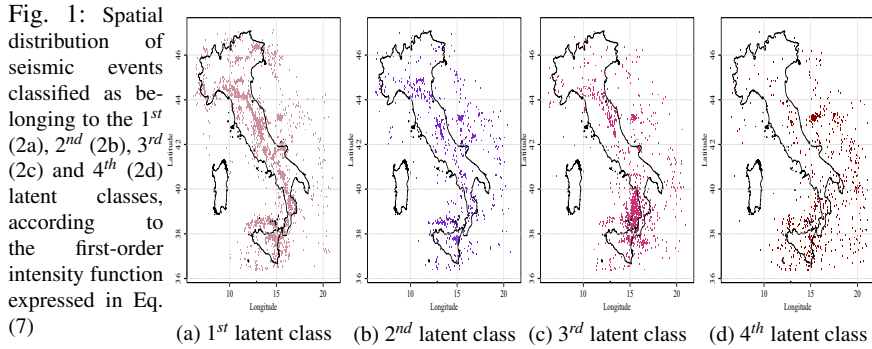 Fig. 1: Spatial
distribution of
seismic events
classified as be-
longing to the 1st
(2a), 2nd (2b), 3rd
(2c) and 4th (2d)
latent classes,
according to
the first-order
intensity function
expressed in Eq.
(7)
46
44
42
40
38
36
Latitude
10 15 20
Longitude
(a) 1st latent class
46
44
42
40
38
36
Latitude
10 15 20
Longitude
(b) 2nd latent class
46
44
42
40
38
36
Latitude
10 15 20
Longitude
(c) 3rd latent class
46
44
42
40
38
36
Latitude
10 15 20
Longitude
(d) 4th latent class